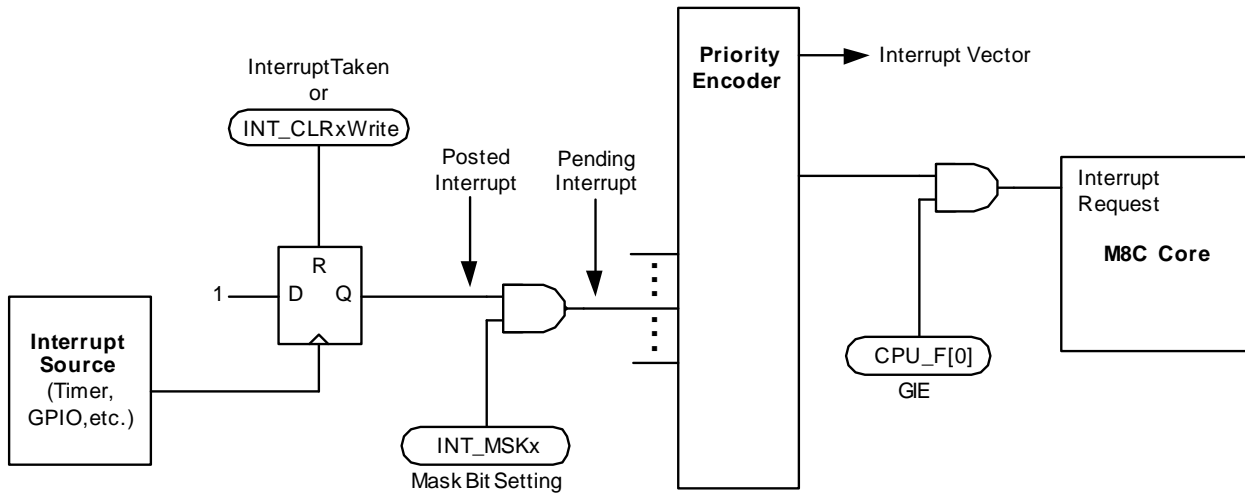 InterruptTaken
or
INT_CLRxWrite
Posted
Interrupt
Pending
Interrupt
Priority
Encoder
Interrupt Vector
Interrupt
Request
M8C Core
R
1
D Q
Interrupt
Source
(Timer,
GPIO,etc.)
CPU_F[0]
GIE
INT_MSKx
Mask Bit Setting